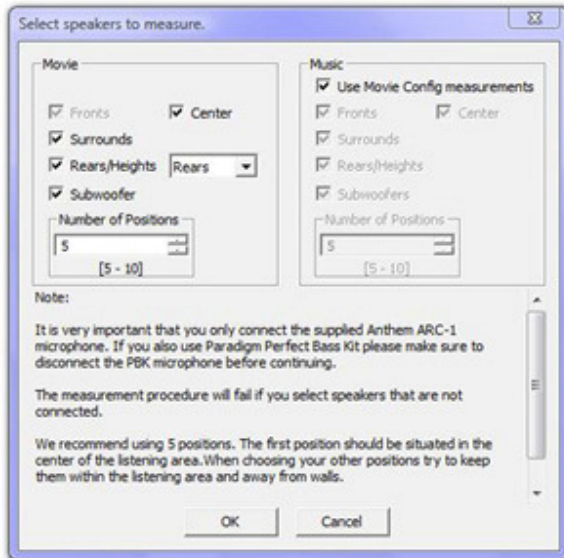 Select speakers to measure.
Movie
Fronts
Center
Surrounds
Rears/Heights
Rears
Subwoofer
Number of Positions
5
[5 - 10]
Music
Use Movie Config measurements
Fronts
Center
Surrounds
Rears/Heights
Subwoofers
Number of Positions
5
[5 - 10]
Note:
It is very important that you only connect the supplied Anthem ARC-1
microphone. If you also use Paradigm Perfect Bass Kit please make sure to
disconnect the PBK microphone before continuing.
The measurement procedure will fail if you select speakers that are not
connected.
We recommend using 5 positions. The first position should be situated in the
center of the listening area.When choosing your other positions try to keep
them within the listening area and away from walls.
OK
Cancel